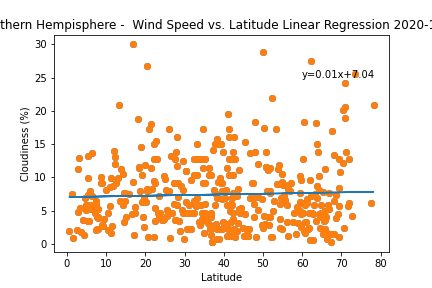 thern Hempisphere - Wind Speed vs. Latitude Linear Regression 2020-1
30
25
20
15
10
5
0
Cloudiness (%)
y=0.01x+7.04
0 10 20 30 40 50 60 70 80
Latitude